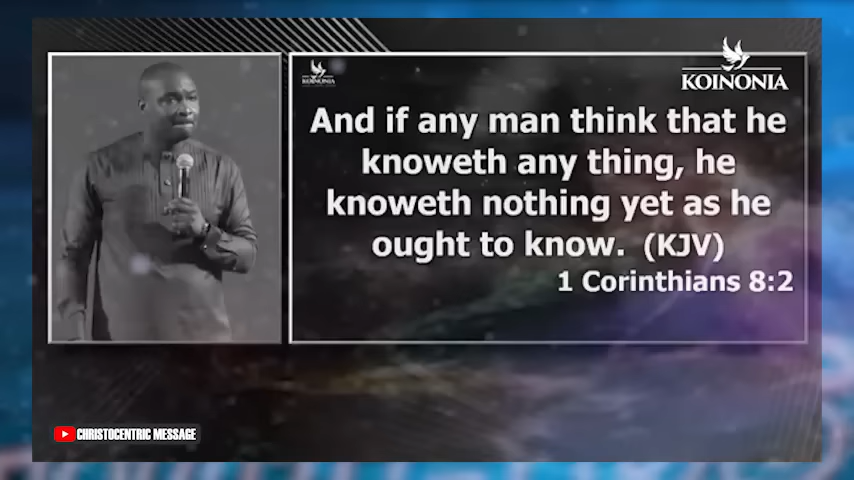 KOINONIA
KOINONIA
And if any man think that he
knoweth any thing, he
knoweth nothing yet as he
ought to know. (KJV)
1 Corinthians 8:2
CHRISTOCENTRIC MESSAGE